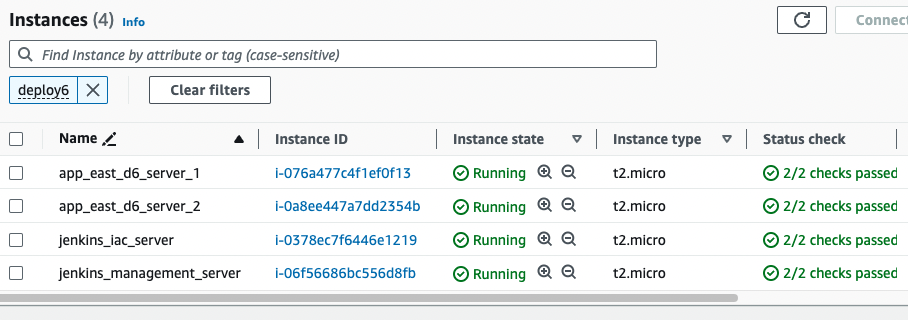 Instances (4) Info
Connect
Find Instance by attribute or tag (case-sensitive)
deploy6 Clear filters
Name Instance ID Instance state Instance type Status check
app_east_d6_server_1 i-076a477c4f1ef0f13 Running t2.micro 2/2 checks passed
app_east_d6_server_2 i-0a8ee447a7dd2354b Running t2.micro 2/2 checks passed
jenkins_iac_server i-0378ec7f6446e1219 Running t2.micro 2/2 checks passed
jenkins_management_server i-06f56686bc556d8fb Running t2.micro 2/2 checks passed